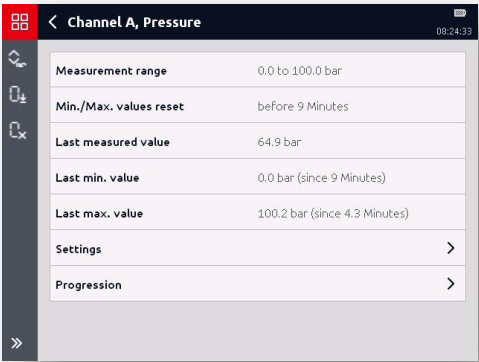 Channel A, Pressure
08:24:33
Measurement range 0.0 to 100.0 bar
Min./Max. values reset before 9 Minutes
Last measured value 64.9 bar
Last min. value 0.0 bar (since 9 Minutes)
Last max. value 100.2 bar (since 4.3 Minutes)
Settings
Progression